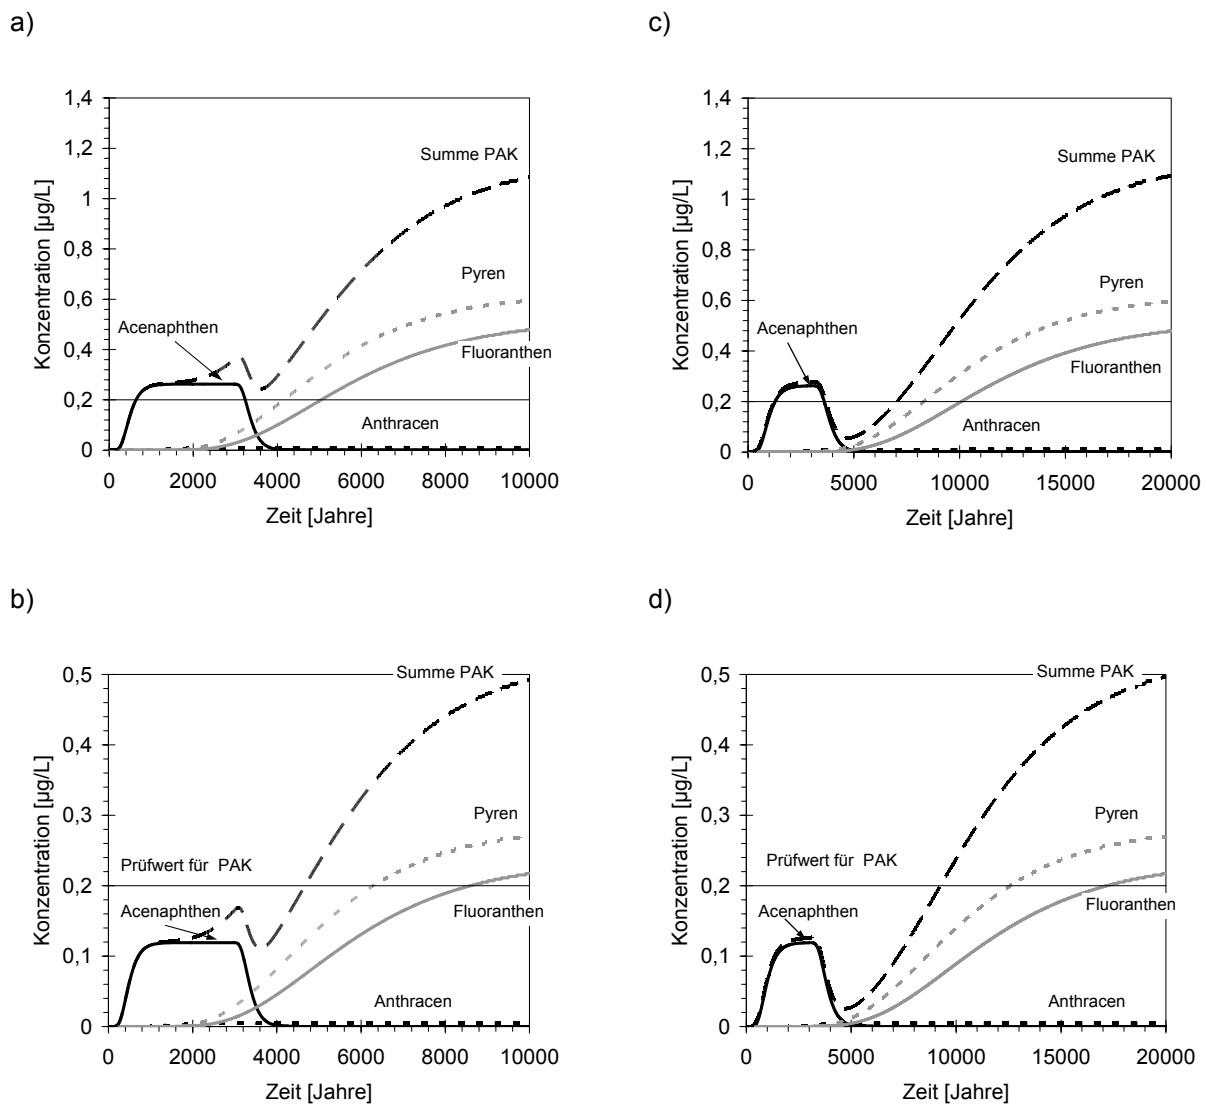 a)
Konzentration [µg/L]
1,4
1,2
1
0,8
0,6
0,4
0,2
0
Summe PAK
Pyren
Acenaphthen
Fluoranthen
Anthracen
0 2000 4000 6000 8000 10000
Zeit [Jahre]
c)
Konzentration [µg/L]
1,4
1,2
1
0,8
0,6
0,4
0,2
0
Summe PAK
Pyren
Acenaphthen
Fluoranthen
Anthracen
0 5000 10000 15000 20000
Zeit [Jahre]
b)
Konzentration [µg/L]
0,5
0,4
0,3
0,2
0,1
0
Summe PAK
Pyren
Prüfwert für PAK
Acenaphthen
Fluoranthen
Anthracen
0 2000 4000 6000 8000 10000
Zeit [Jahre]
d)
Konzentration [µg/L]
0,5
0,4
0,3
0,2
0,1
0
Summe PAK
Pyren
Prüfwert für PAK
Acenaphthen
Fluoranthen
Anthracen
0 5000 10000 15000 20000
Zeit [Jahre]